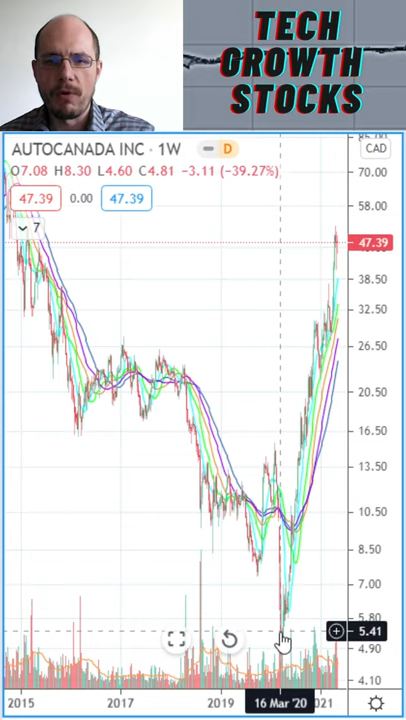 TECH
GROWTH
STOCKS
AUTOCANADA INC · 1W
D
CAD
O7.08 H8.30 L4.60 C4.81 −3.11 (−39.27%)
47.39 0.00 47.39
7
85.00
70.00
58.00
47.39
38.50
32.50
26.50
20.50
16.50
13.50
10.50
8.50
7.00
5.80
5.41
4.90
4.10
2015 2017 2019 16 Mar '20 2021